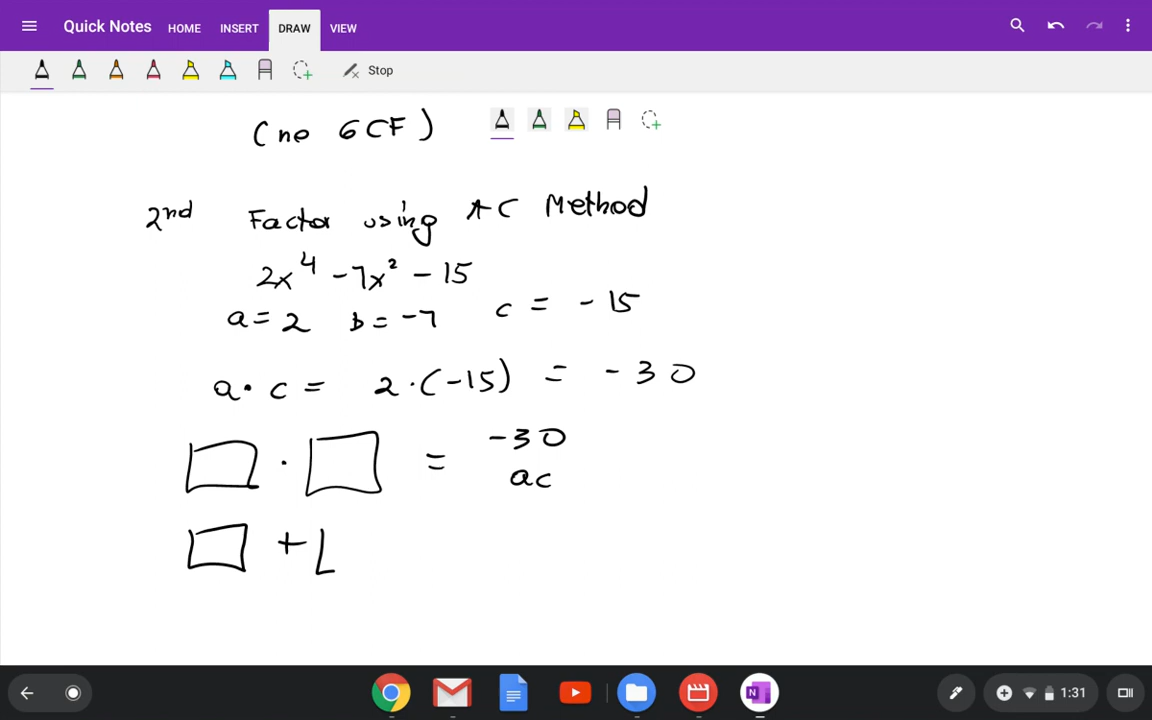 Quick Notes HOME INSERT DRAW VIEW
Stop
(no GCF)
2nd Factor using AC Method
2x⁴ -7x² - 15
a = 2 b = -7 c = -15
a · c = 2 · (-15) = -30
□ · □ = -30
ac
□ +
1:31